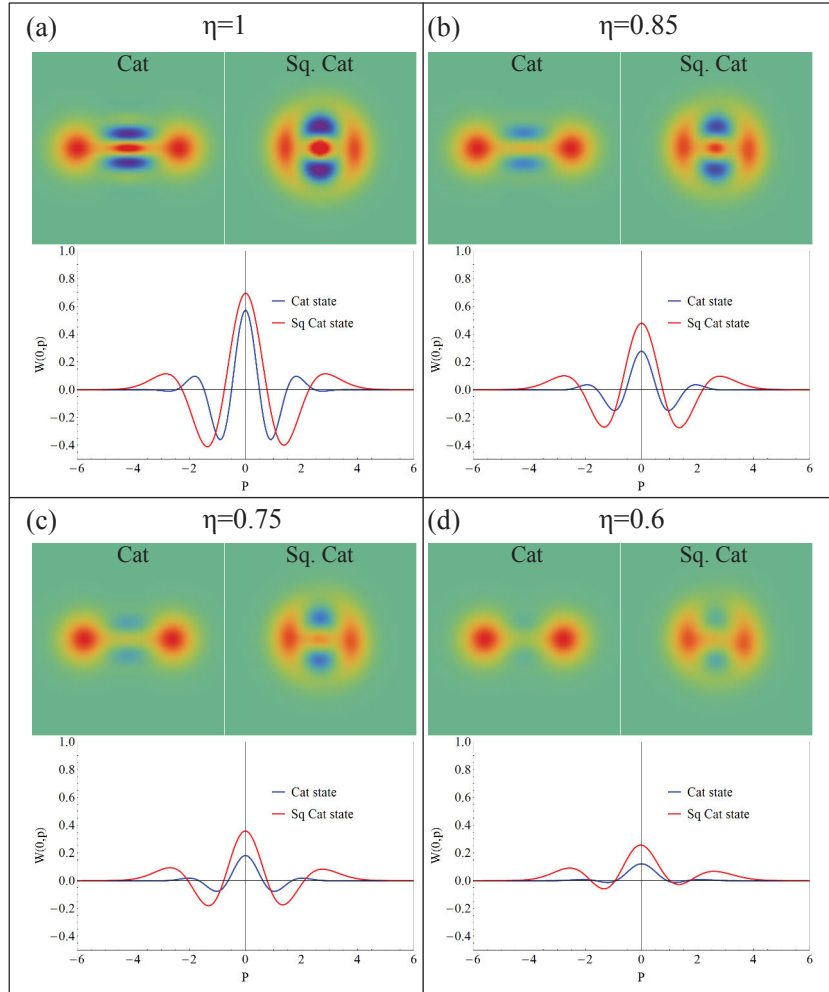 (a) η=1
Cat Sq. Cat
1.0
0.8
0.6
0.4
0.2
0.0
−0.2
−0.4
W(0,p)
Cat state
Sq Cat state
−6 −4 −2 0 2 4 6
P
(b) η=0.85
Cat Sq. Cat
1.0
0.8
0.6
0.4
0.2
0.0
−0.2
−0.4
W(0,p)
Cat state
Sq Cat state
−6 −4 −2 0 2 4 6
P
(c) η=0.75
Cat Sq. Cat
1.0
0.8
0.6
0.4
0.2
0.0
−0.2
−0.4
W(0,p)
Cat state
Sq Cat state
−6 −4 −2 0 2 4 6
P
(d) η=0.6
Cat Sq. Cat
1.0
0.8
0.6
0.4
0.2
0.0
−0.2
−0.4
W(0,p)
Cat state
Sq Cat state
−6 −4 −2 0 2 4 6
P